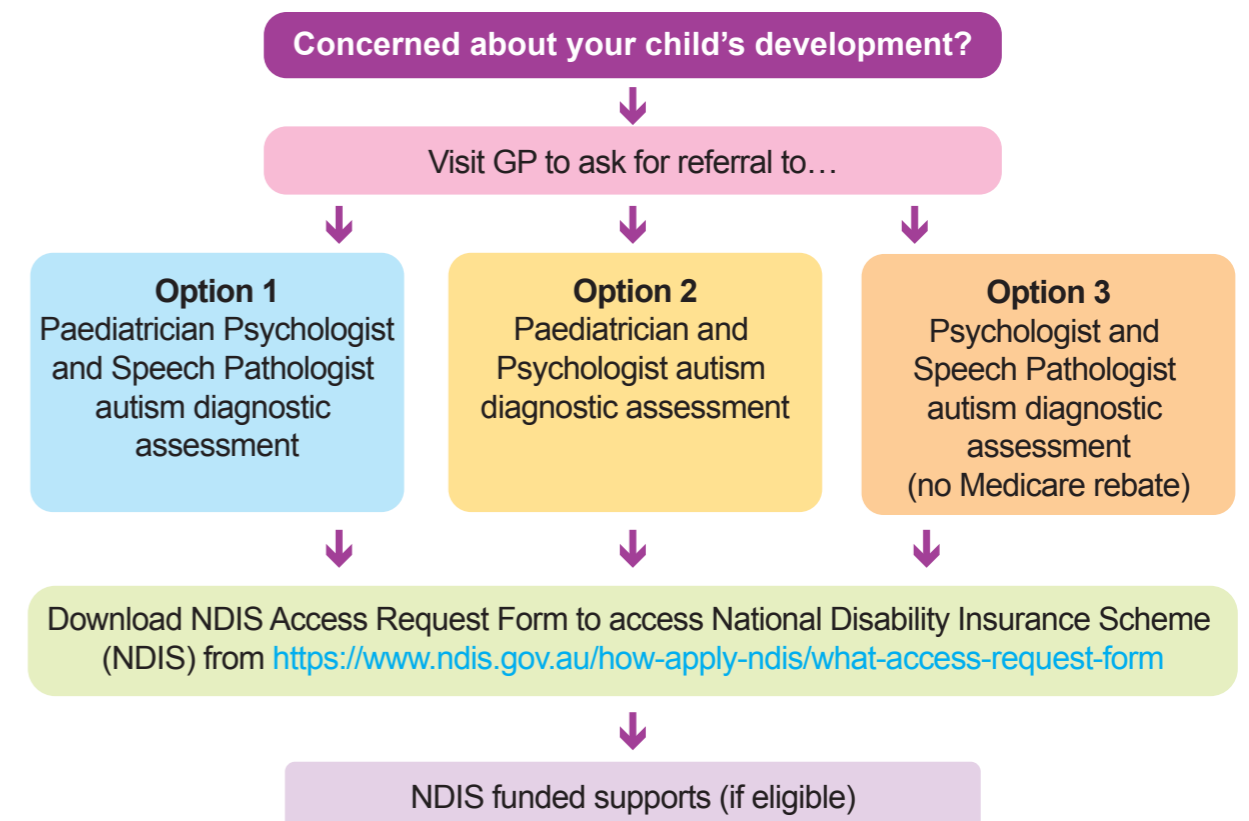 Concerned about your child's development?
Visit GP to ask for referral to…
Option 1
Paediatrician Psychologist
and Speech Pathologist
autism diagnostic
assessment
Option 2
Paediatrician and
Psychologist autism
diagnostic assessment
Option 3
Psychologist and
Speech Pathologist
autism diagnostic
assessment
(no Medicare rebate)
Download NDIS Access Request Form to access National Disability Insurance Scheme
(NDIS) from https://www.ndis.gov.au/how-apply-ndis/what-access-request-form
NDIS funded supports (if eligible)